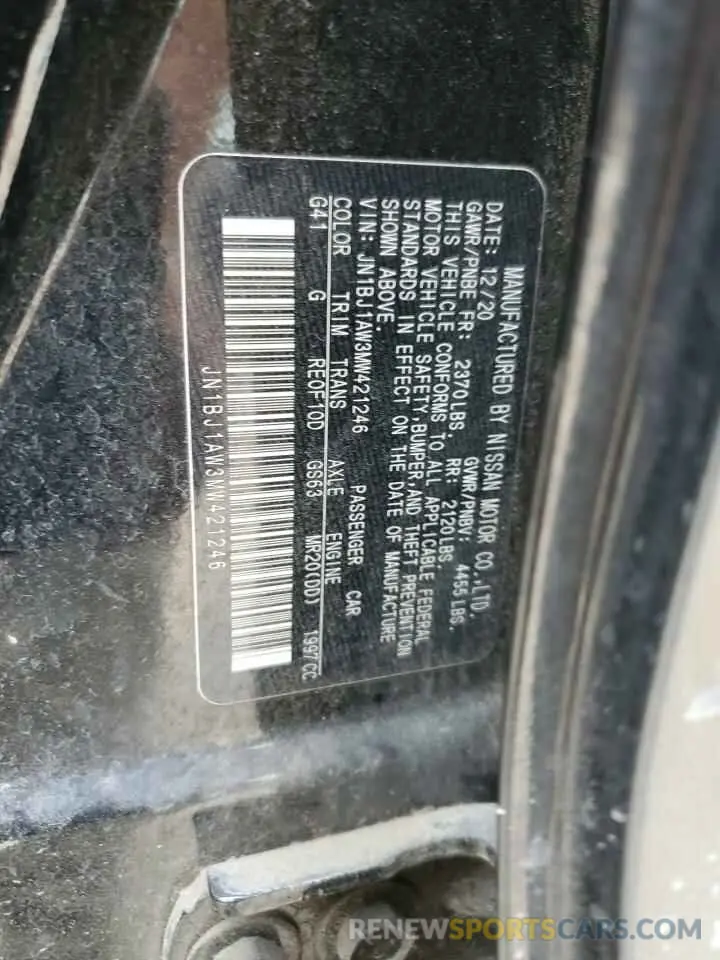 MANUFACTURED BY NISSAN MOTOR CO.,LTD.
DATE: 12/20 GVWR/PNBV: 4455 LBS.
GAWR/PNBE FR: 2370LBS. RR: 2120LBS
THIS VEHICLE CONFORMS TO ALL APPLICABLE FEDERAL
MOTOR VEHICLE SAFETY,BUMPER,AND THEFT PREVENTION
STANDARDS IN EFFECT ON THE DATE OF MANUFACTURE
SHOWN ABOVE.
VIN: JN1BJ1AW3MW421246 PASSENGER CAR
COLOR TRIM TRANS AXLE ENGINE
G41 G REOF10D GS63 MR20(DD) 1997CC
JN1BJ1AW3MW421246
RENEWSPORTSCARS.COM